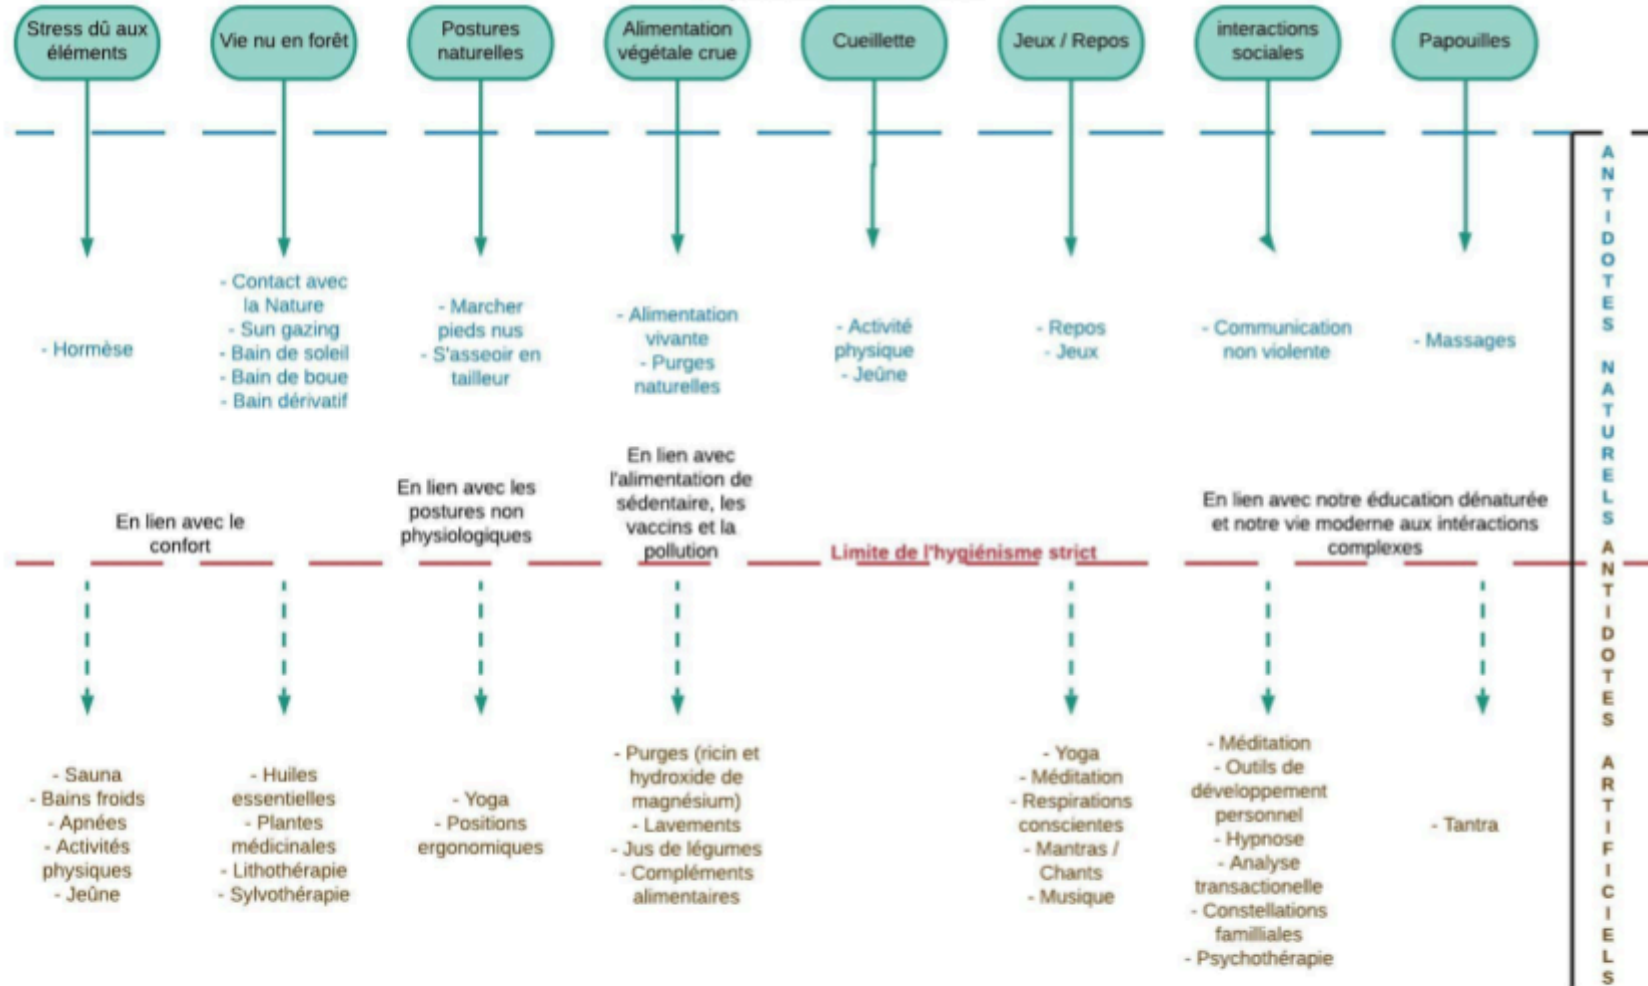 Stress dû aux
éléments
Vie nu en forêt
Postures
naturelles
Alimentation
végétale crue
Cueillette
Jeux / Repos
interactions
sociales
Papouilles
- Hormèse
- Contact avec
la Nature
- Sun gazing
- Bain de soleil
- Bain de boue
- Bain dérivatif
- Marcher
pieds nus
- S'asseoir en
tailleur
- Alimentation
vivante
- Purges
naturelles
- Activité
physique
- Jeûne
- Repos
- Jeux
- Communication
non violente
- Massages
ANTIDOTES NATURELS
En lien avec le
confort
En lien avec les
postures non
physiologiques
En lien avec
l'alimentation de
sédentaire, les
vaccins et la
pollution
Limite de l'hygiénisme strict
En lien avec notre éducation dénaturée
et notre vie moderne aux intéractions
complexes
- Sauna
- Bains froids
- Apnées
- Activités
physiques
- Jeûne
- Huiles
essentielles
- Plantes
médicinales
- Lithothérapie
- Sylvothérapie
- Yoga
- Positions
ergonomiques
- Purges (ricin et
hydroxide de
magnésium)
- Lavements
- Jus de légumes
- Compléments
alimentaires
- Yoga
- Méditation
- Respirations
conscientes
- Mantras /
Chants
- Musique
- Méditation
- Outils de
développement
personnel
- Hypnose
- Analyse
transactionelle
- Constellations
familliales
- Psychothérapie
- Tantra
ANTIDOTES ARTIFICIELS